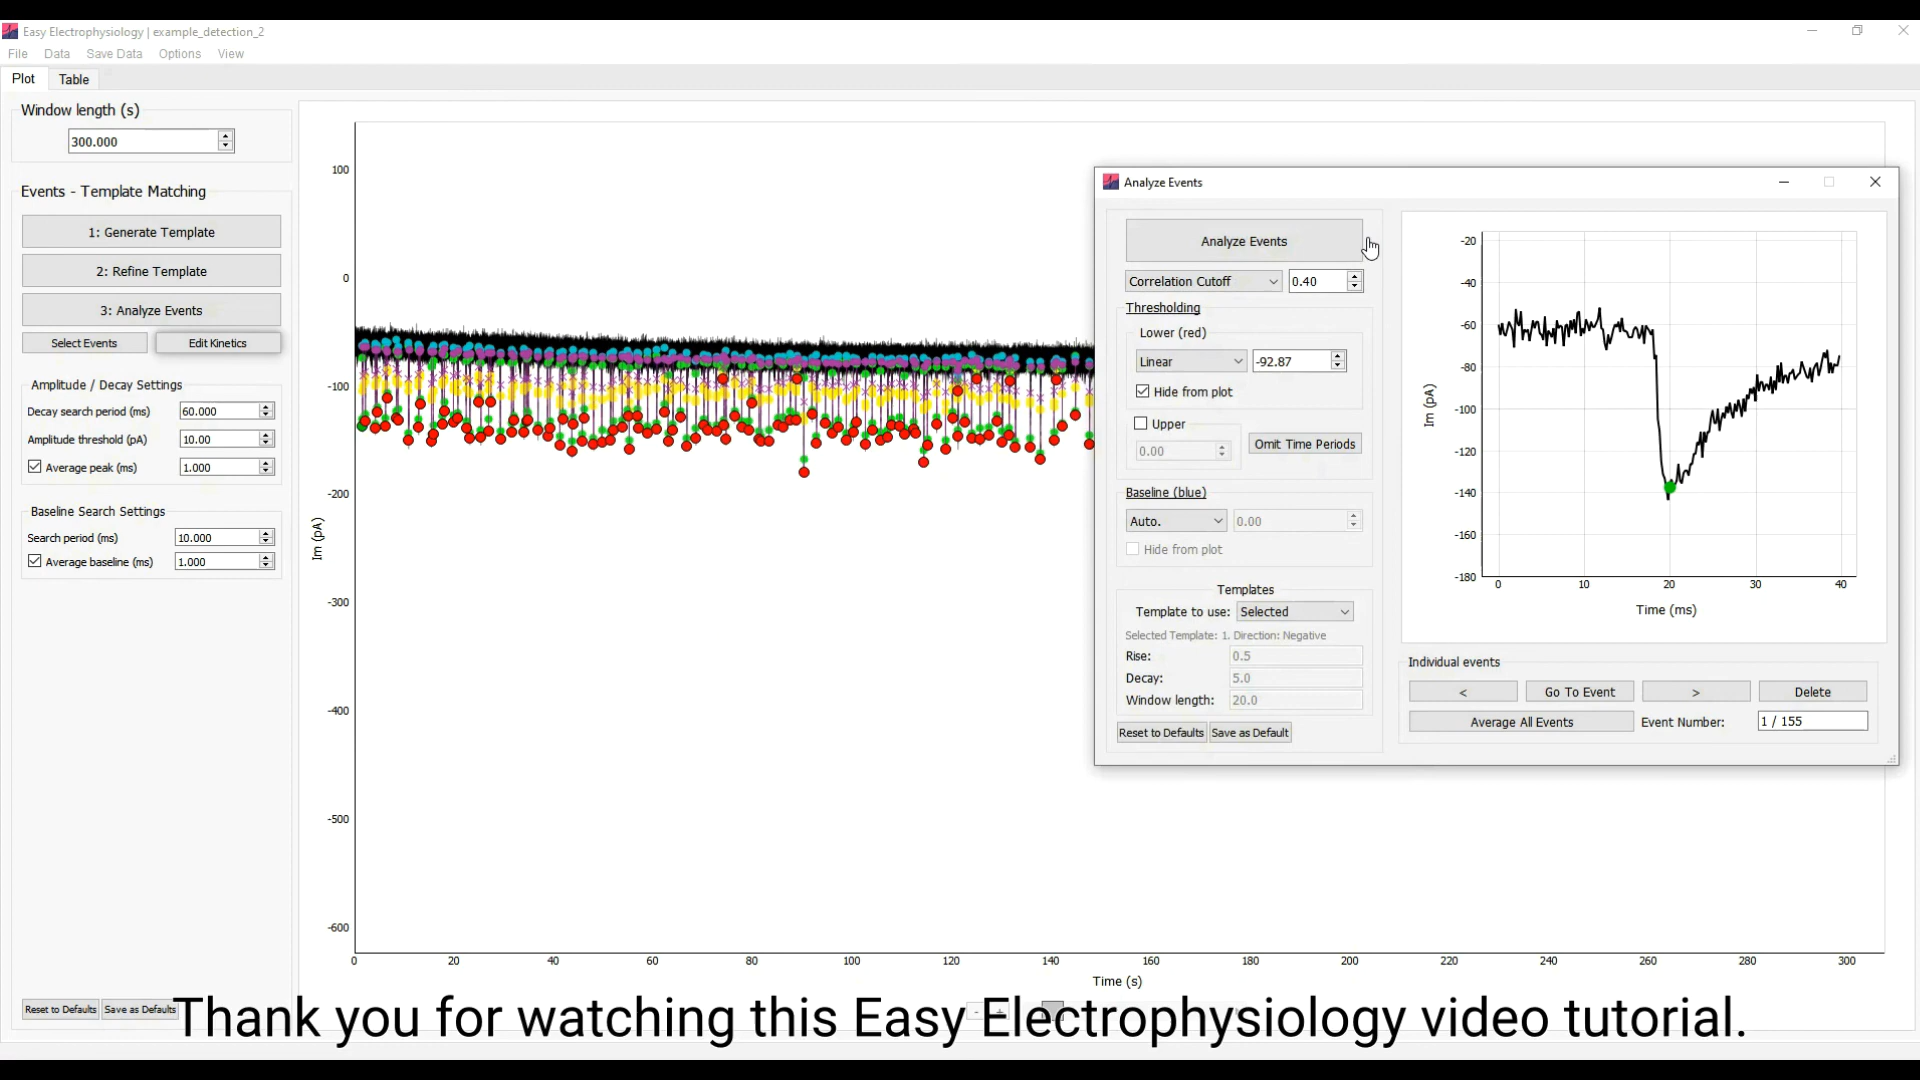 Easy Electrophysiology | example_detection_2
File Data Save Data Options View
Plot Table
Window length (s)
300.000
Events - Template Matching
1: Generate Template
2: Refine Template
3: Analyze Events
Select Events Edit Kinetics
Amplitude / Decay Settings
Decay search period (ms) 60.000
Amplitude threshold (pA) 10.00
Average peak (ms) 1.000
Baseline Search Settings
Search period (ms) 10.000
Average baseline (ms) 1.000
Reset to Defaults Save as Defaults
100
0
-100
-200
-300
-400
-500
-600
Im (pA)
0 20 40 60 80 100 120 140 160 180 200 220 240 260 280 300
Time (s)
- +
Analyze Events
Analyze Events
Correlation Cutoff 0.40
Thresholding
Lower (red)
Linear -92.87
Hide from plot
Upper
0.00 Omit Time Periods
Baseline (blue)
Auto. 0.00
Hide from plot
Templates
Template to use: Selected
Selected Template: 1. Direction: Negative
Rise: 0.5
Decay: 5.0
Window length: 20.0
Reset to Defaults Save as Default
-20
-40
-60
-80
-100
-120
-140
-160
-180
Im (pA)
0 10 20 30 40
Time (ms)
Individual events
< Go To Event > Delete
Average All Events Event Number: 1 / 155
Thank you for watching this Easy Electrophysiology video tutorial.